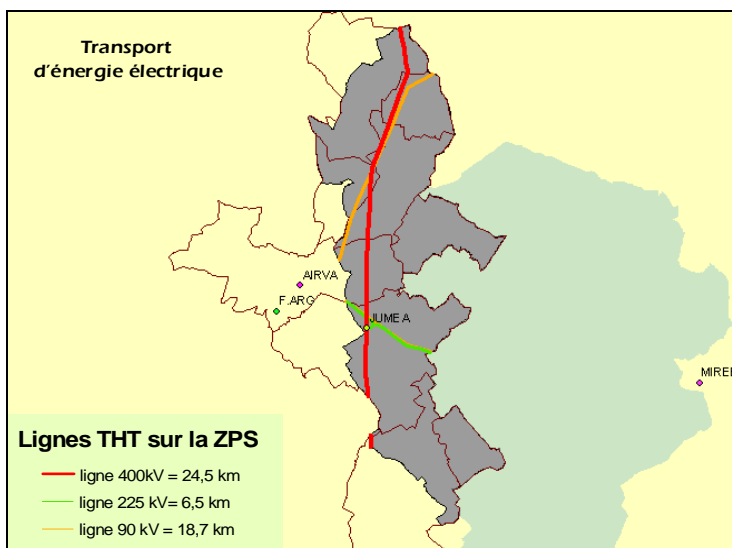 Transport
d'énergie électrique
AIRVA
F.ARG
JUMEA
Lignes THT sur la ZPS
ligne 400kV = 24,5 km
ligne 225 kV= 6,5 km
ligne 90 kV = 18,7 km